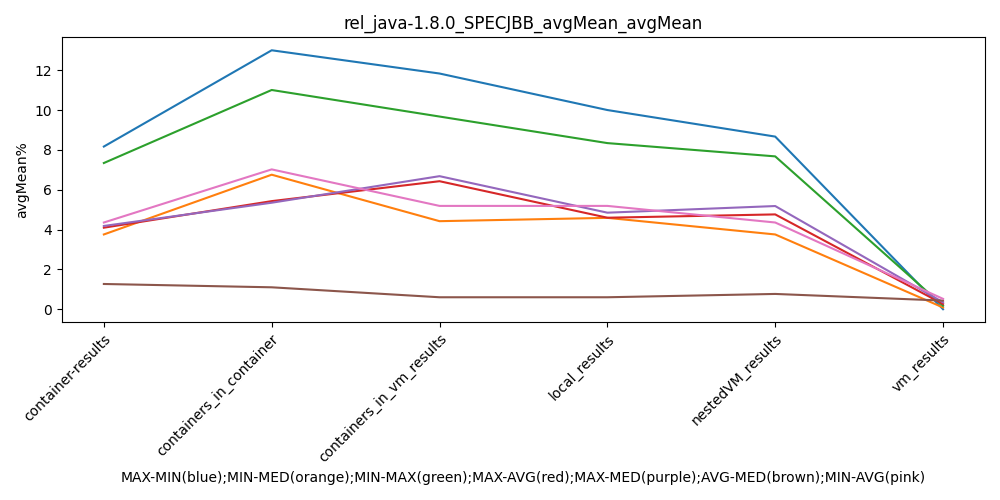 rel_java-1.8.0_SPECJBB_avgMean_avgMean
avgMean%
12
10
8
6
4
2
0
container-results
containers_in_container
containers_in_vm_results
local_results
nestedVM_results
vm_results
MAX-MIN(blue);MIN-MED(orange);MIN-MAX(green);MAX-AVG(red);MAX-MED(purple);AVG-MED(brown);MIN-AVG(pink)